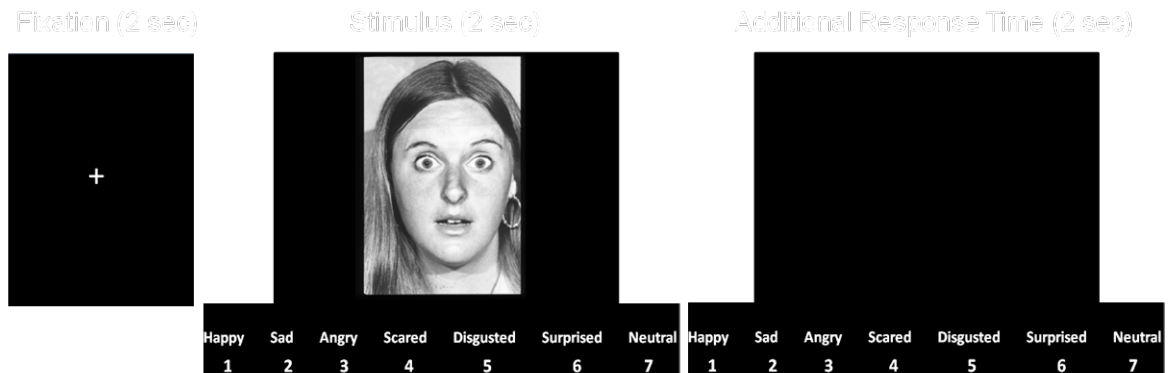 Fixation (2 sec)
Stimulus (2 sec)
Additional Response Time (2 sec)
+
Happy Sad Angry Scared Disgusted Surprised Neutral
1 2 3 4 5 6 7
Happy Sad Angry Scared Disgusted Surprised Neutral
1 2 3 4 5 6 7